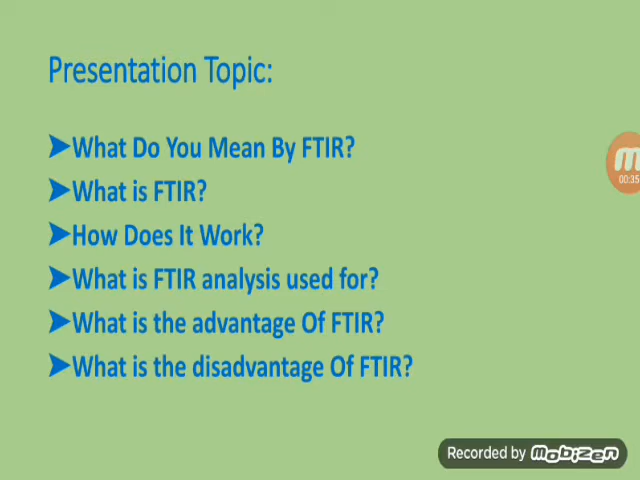 Presentation Topic:
➤What Do You Mean By FTIR?
➤What is FTIR?
➤How Does It Work?
➤What is FTIR analysis used for?
➤What is the advantage Of FTIR?
➤What is the disadvantage Of FTIR?
00:35
Recorded by mobizen